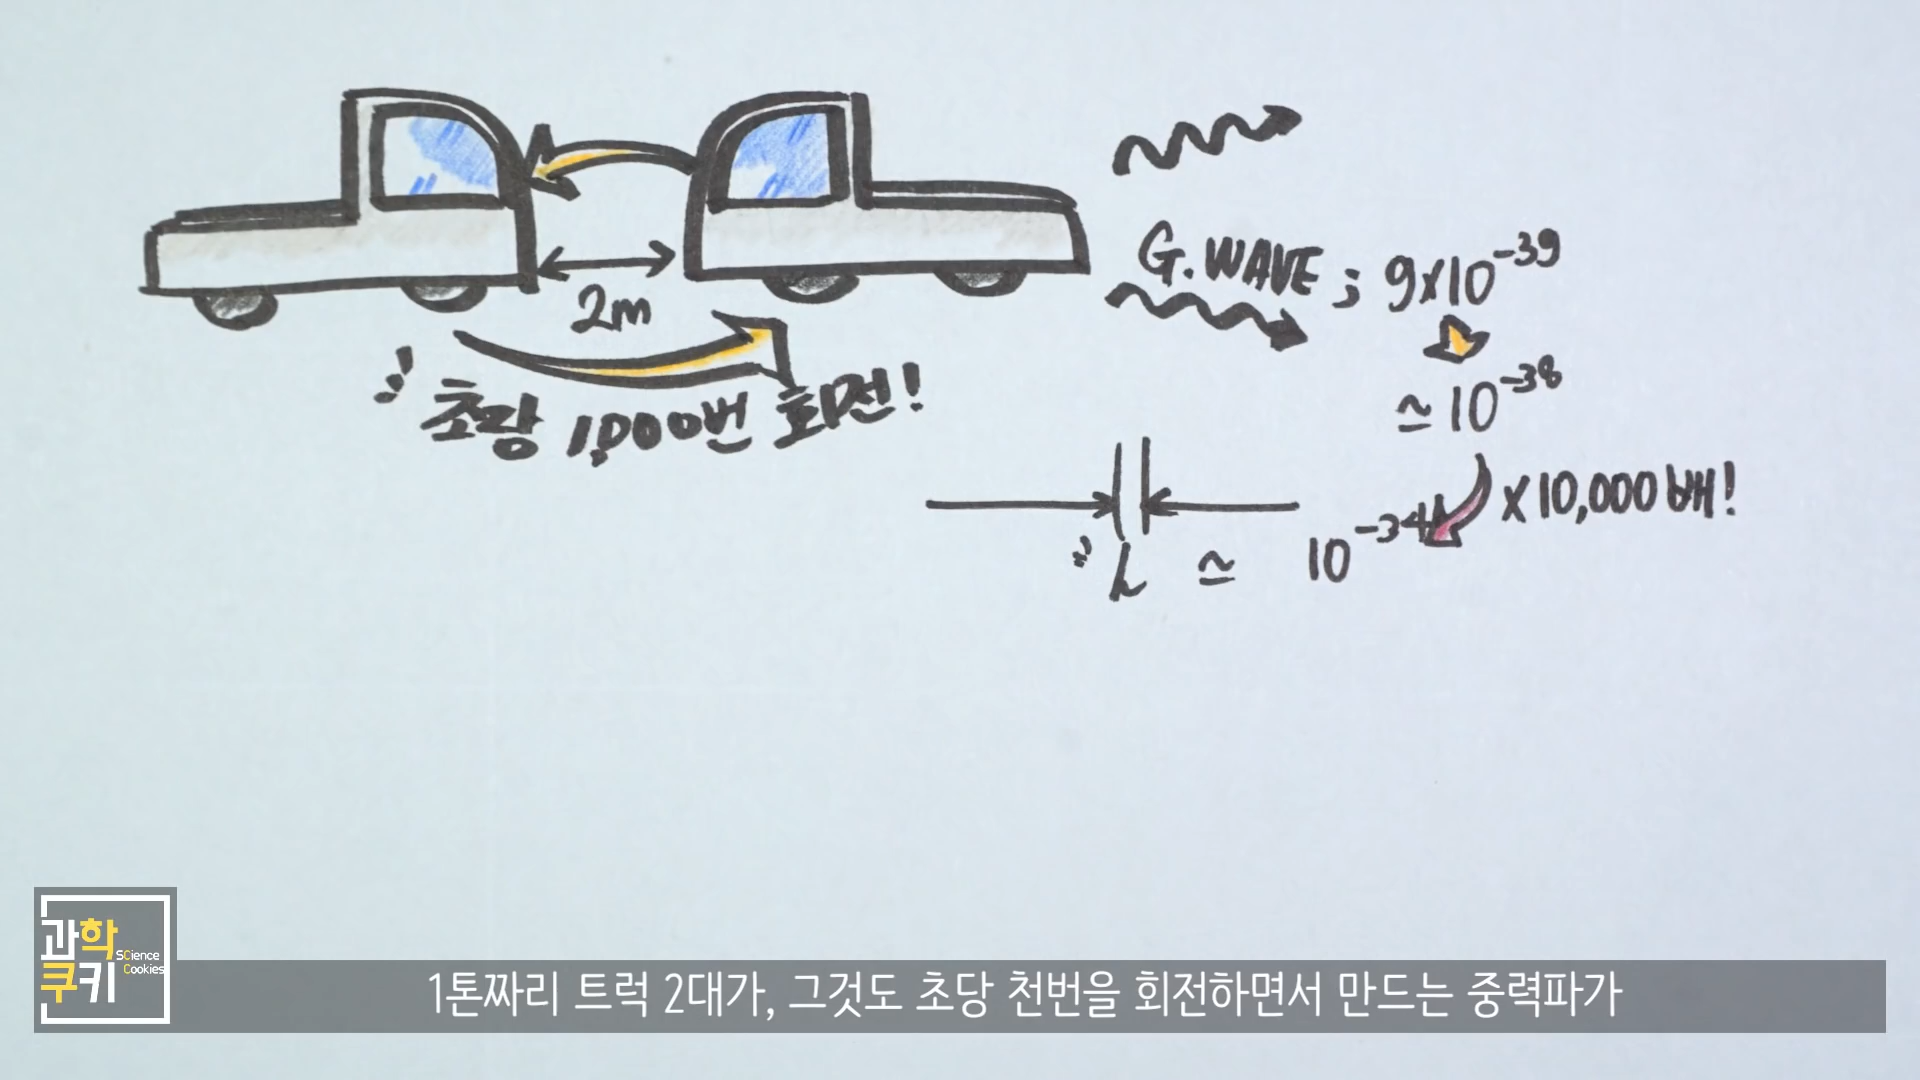 2m
초당 1,000번 회전!
G.WAVE ; 9×10⁻³⁹
≃ 10⁻³⁸
×10,000배!
≃ 10⁻³⁴
과학쿠키
Science Cookies
1톤짜리 트럭 2대가, 그것도 초당 천번을 회전하면서 만드는 중력파가